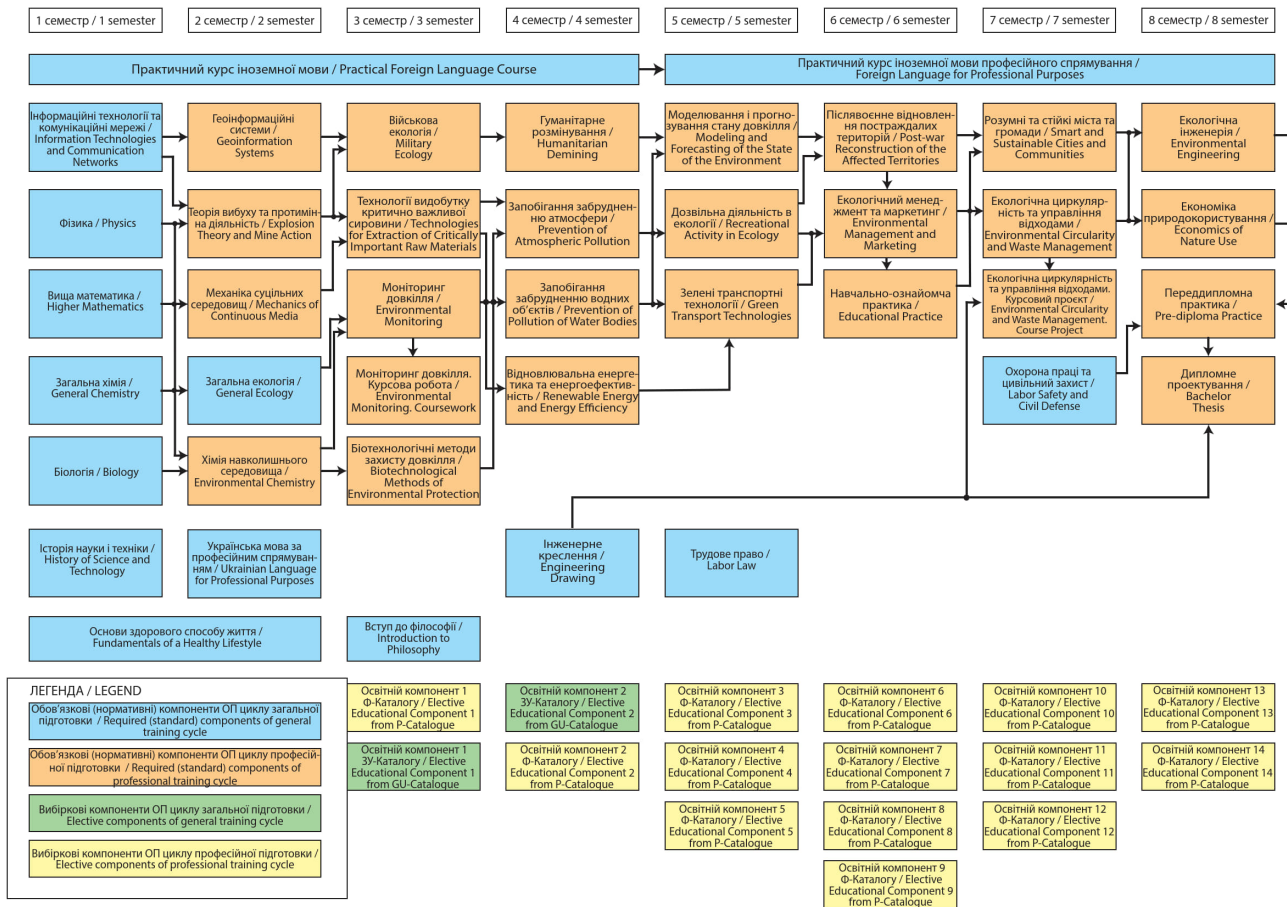 1 семестр / 1 semester
2 семестр / 2 semester
3 семестр / 3 semester
4 семестр / 4 semester
5 семестр / 5 semester
6 семестр / 6 semester
7 семестр / 7 semester
8 семестр / 8 semester
Практичний курс іноземної мови / Practical Foreign Language Course
Практичний курс іноземної мови професійного спрямування /
Foreign Language for Professional Purposes
Інформаційні технології та
комунікаційні мережі /
Information Technologies
and Communication
Networks
Геоінформаційні
системи /
Geoinformation
Systems
Військова
екологія /
Military
Ecology
Гуманітарне
розмінування /
Humanitarian
Demining
Моделювання і прогно-
зування стану довкілля /
Modeling and
Forecasting of the State
of the Environment
Післявоєнне відновлен-
ня постраждалих
територій / Post-war
Reconstruction of the
Affected Territories
Розумні та стійкі міста та
громади / Smart and
Sustainable Cities and
Communities
Екологічна
інженерія /
Environmental
Engineering
Фізика / Physics
Теорія вибуху та протимін-
на діяльність / Explosion
Theory and Mine Action
Технології видобутку
критично важливої
сировини / Technologies
for Extraction of Critically
Important Raw Materials
Запобігання забруднен-
ню атмосфери /
Prevention of
Atmospheric Pollution
Дозвільна діяльність в
екології / Recreational
Activity in Ecology
Екологічний менедж-
мент та маркетинг /
Environmental
Management and
Marketing
Екологічна циркуляр-
ність та управління
відходами /
Environmental Circularity
and Waste Management
Економіка
природокористування /
Economics of
Nature Use
Вища математика /
Higher Mathematics
Механіка суцільних
середовищ / Mechanics of
Continuous Media
Моніторинг
довкілля /
Environmental
Monitoring
Запобігання
забрудненню водних
об’єктів / Prevention of
Pollution of Water Bodies
Зелені транспортні
технології / Green
Transport Technologies
Навчально-ознайомча
практика /
Educational Practice
Екологічна циркулярність
та управління відходами.
Курсовий проєкт /
Environmental Circularity
and Waste Management.
Course Project
Переддипломна
практика /
Pre-diploma Practice
Загальна хімія /
General Chemistry
Загальна екологія /
General Ecology
Моніторинг довкілля.
Курсова робота /
Environmental
Monitoring. Coursework
Відновлювальна енерге-
тика та енергоефектив-
ність / Renewable Energy
and Energy Efficiency
Охорона праці та
цивільний захист /
Labor Safety and
Civil Defense
Дипломне
проектування /
Bachelor
Thesis
Біологія / Biology
Хімія навколишнього
середовища /
Environmental Chemistry
Біотехнологічні методи
захисту довкілля /
Biotechnological
Methods of
Environmental Protection
Історія науки і техніки /
History of Science and
Technology
Українська мова за
професійним спрямуван-
ням / Ukrainian Language
for Professional Purposes
Інженерне
креслення /
Engineering
Drawing
Трудове право /
Labor Law
Основи здорового способу життя /
Fundamentals of a Healthy Lifestyle
Вступ до філософії /
Introduction to
Philosophy
ЛЕГЕНДА / LEGEND
Обов’язкові (нормативні) компоненти ОП циклу загальної
підготовки / Required (standard) components of general
training cycle
Обов’язкові (нормативні) компоненти ОП циклу професій-
ної підготовки / Required (standard) components of
professional training cycle
Вибіркові компоненти ОП циклу загальної підготовки /
Elective components of general training cycle
Вибіркові компоненти ОП циклу професійної підготовки /
Elective components of professional training cycle
Освітній компонент 1
Ф-Каталогу / Elective
Educational Component 1
from P-Catalogue
Освітній компонент 2
ЗУ-Каталогу / Elective
Educational Component 2
from GU-Catalogue
Освітній компонент 3
Ф-Каталогу / Elective
Educational Component 3
from P-Catalogue
Освітній компонент 6
Ф-Каталогу / Elective
Educational Component 6
from P-Catalogue
Освітній компонент 10
Ф-Каталогу / Elective
Educational Component 10
from P-Catalogue
Освітній компонент 13
Ф-Каталогу / Elective
Educational Component 13
from P-Catalogue
Освітній компонент 1
ЗУ-Каталогу / Elective
Educational Component 1
from GU-Catalogue
Освітній компонент 2
Ф-Каталогу / Elective
Educational Component 2
from P-Catalogue
Освітній компонент 4
Ф-Каталогу / Elective
Educational Component 4
from P-Catalogue
Освітній компонент 7
Ф-Каталогу / Elective
Educational Component 7
from P-Catalogue
Освітній компонент 11
Ф-Каталогу / Elective
Educational Component 11
from P-Catalogue
Освітній компонент 14
Ф-Каталогу / Elective
Educational Component 14
from P-Catalogue
Освітній компонент 5
Ф-Каталогу / Elective
Educational Component 5
from P-Catalogue
Освітній компонент 8
Ф-Каталогу / Elective
Educational Component 8
from P-Catalogue
Освітній компонент 12
Ф-Каталогу / Elective
Educational Component 12
from P-Catalogue
Освітній компонент 9
Ф-Каталогу / Elective
Educational Component 9
from P-Catalogue